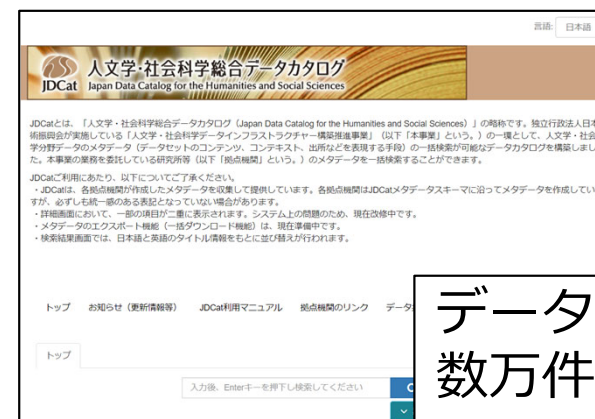 言語: 日本語
JDCat
人文学・社会科学総合データカタログ
Japan Data Catalog for the Humanities and Social Sciences
JDCatとは、「人文学・社会科学総合データカタログ（Japan Data Catalog for the Humanities and Social Sciences）」の略称です。独立行政法人日本
術振興会が実施している「人文学・社会科学データインフラストラクチャー構築推進事業」（以下「本事業」という。）の一環として、人文学・社会
学分野データのメタデータ（データセットのコンテンツ、コンテキスト、出所などを表現する手段）の一括検索が可能なデータカタログを構築しまし
た。本事業の業務を委託している研究所等（以下「拠点機関」という。）のメタデータを一括検索することができます。
JDCatご利用にあたり、以下についてご了承ください。
・JDCatは、各拠点機関が作成したメタデータを収集して提供しています。各拠点機関はJDCatメタデータスキーマに沿ってメタデータを作成してい
すが、必ずしも統一感のある表記となっていない場合があります。
・詳細画面において、一部の項目が二重に表示されます。システム上の問題のため、現在改修中です。
・メタデータのエクスポート機能（一括ダウンロード機能）は、現在準備中です。
・検索結果画面では、日本語と英語のタイトル情報をもとに並び替えが行われます。
トップ お知らせ（更新情報等） JDCat利用マニュアル 拠点機関のリンク データ
トップ
入力後、Enterキーを押下し検索してください
データ
数万件